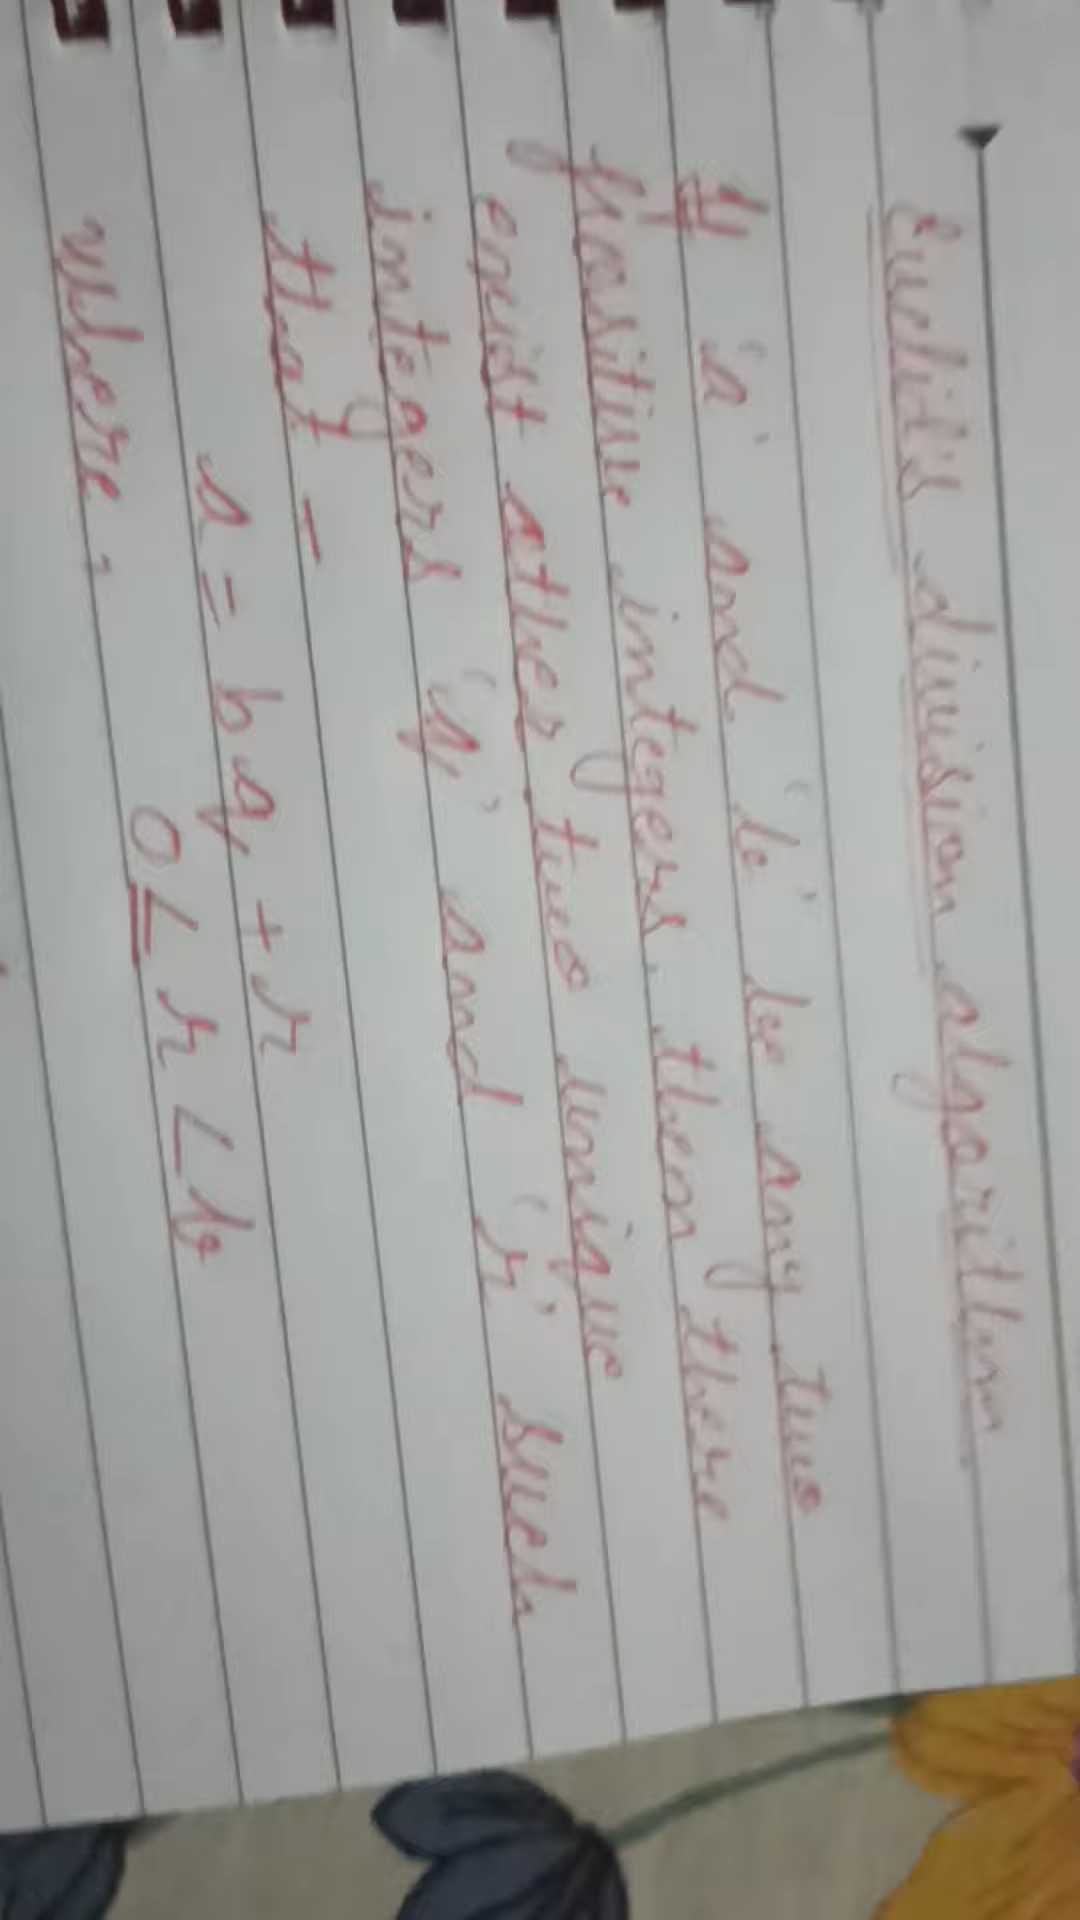 Euclid's division algorithm
If 'a' and 'b' be any two
positive integers. then there
exist other two unique
integers 'q' and 'r' such
that -
a = bq + r
where, 0 ≤ r < b